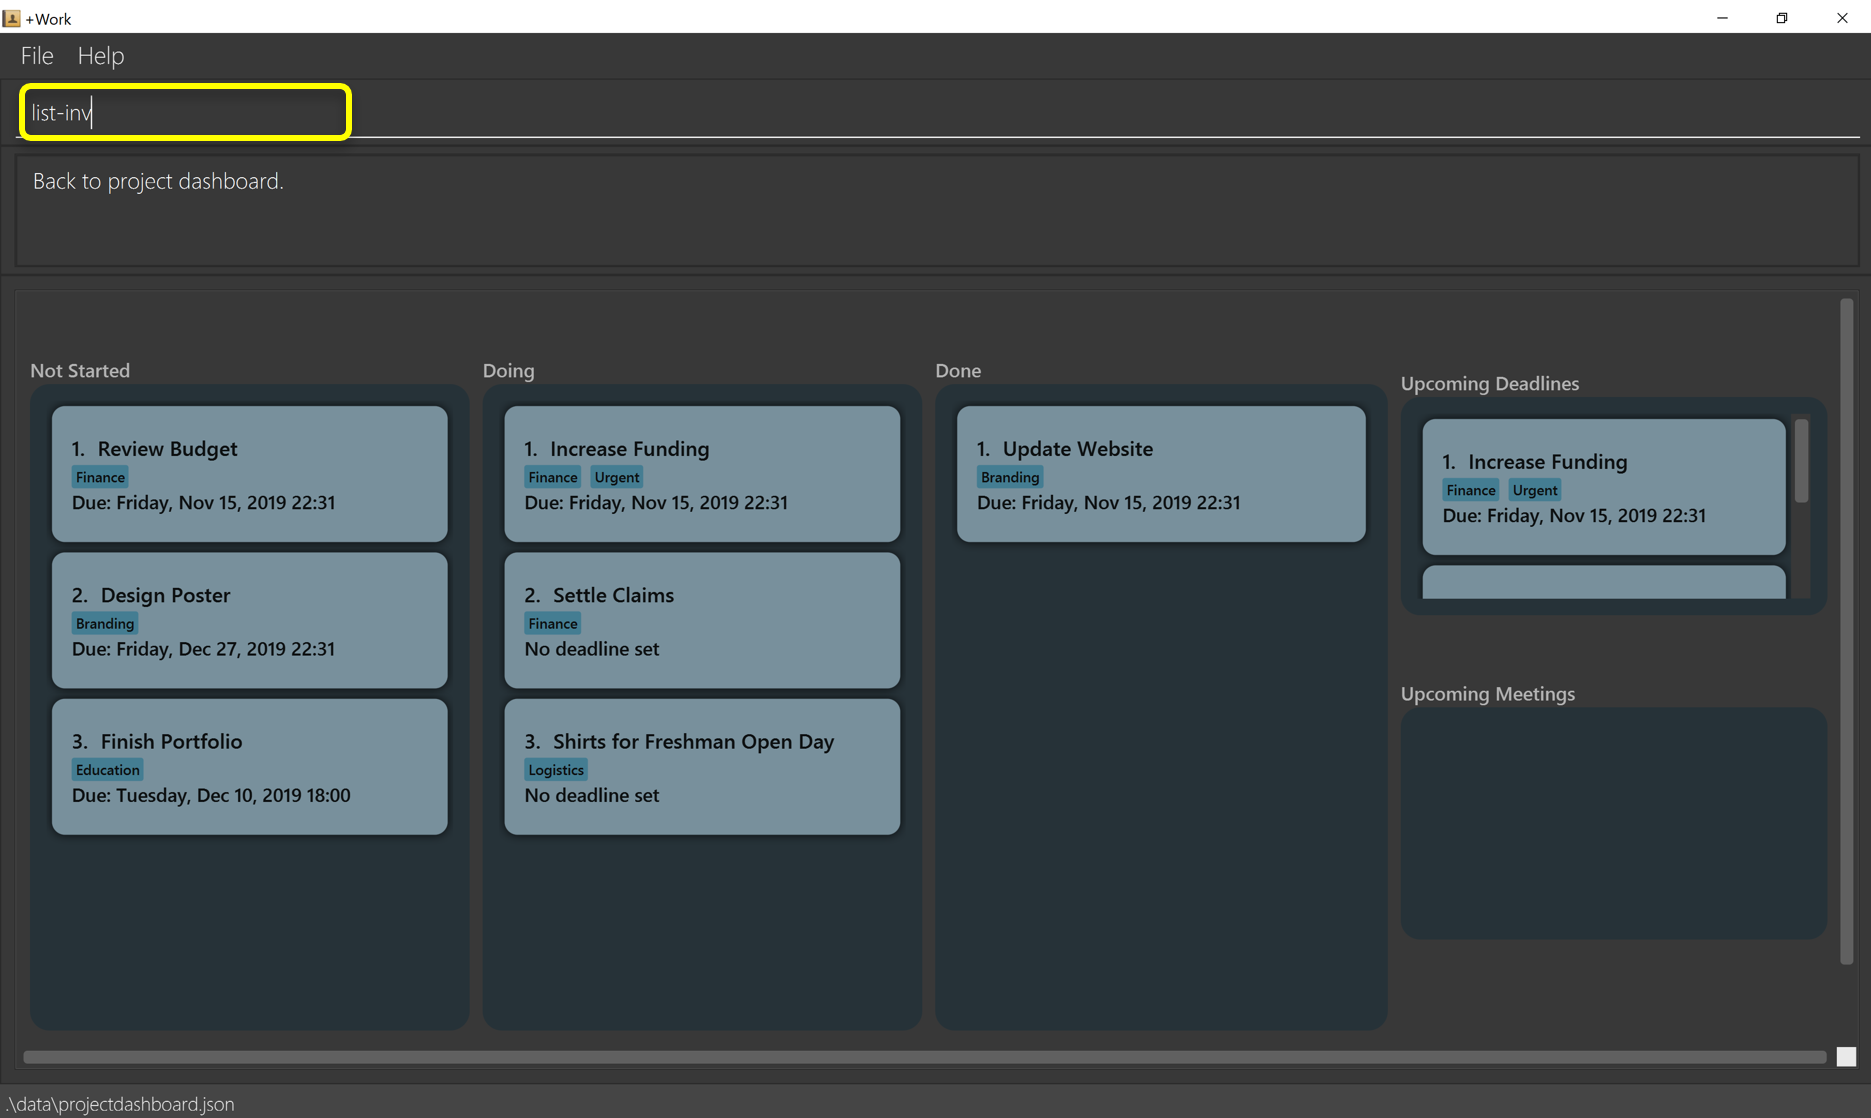 +Work
File Help
list-inv
Back to project dashboard.
Not Started
1. Review Budget
Finance
Due: Friday, Nov 15, 2019 22:31
2. Design Poster
Branding
Due: Friday, Dec 27, 2019 22:31
3. Finish Portfolio
Education
Due: Tuesday, Dec 10, 2019 18:00
Doing
1. Increase Funding
Finance Urgent
Due: Friday, Nov 15, 2019 22:31
2. Settle Claims
Finance
No deadline set
3. Shirts for Freshman Open Day
Logistics
No deadline set
Done
1. Update Website
Branding
Due: Friday, Nov 15, 2019 22:31
Upcoming Deadlines
1. Increase Funding
Finance Urgent
Due: Friday, Nov 15, 2019 22:31
Upcoming Meetings
.\data\projectdashboard.json